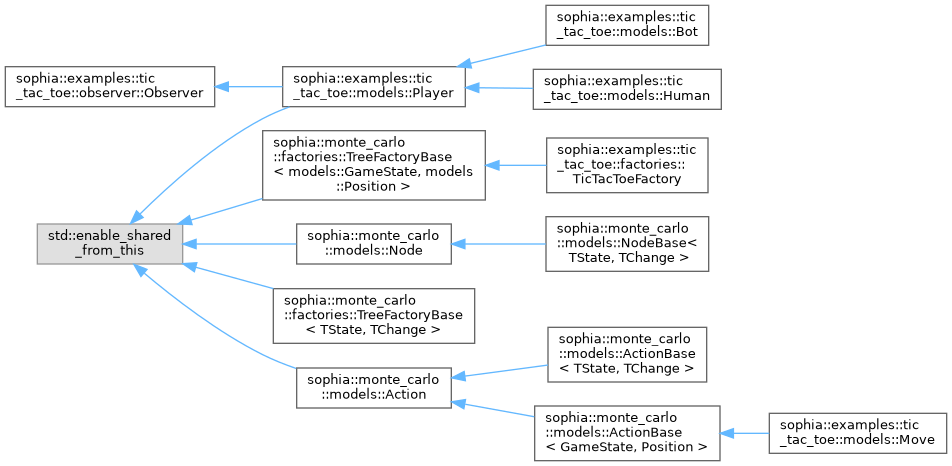 sophia::examples::tic
_tac_toe::models::Bot
sophia::examples::tic
_tac_toe::observer::Observer
sophia::examples::tic
_tac_toe::models::Player
sophia::examples::tic
_tac_toe::models::Human
sophia::monte_carlo
::factories::TreeFactoryBase
< models::GameState, models
::Position >
sophia::examples::tic
_tac_toe::factories::
TicTacToeFactory
std::enable_shared
_from_this
sophia::monte_carlo
::models::Node
sophia::monte_carlo
::models::NodeBase<
TState, TChange >
sophia::monte_carlo
::factories::TreeFactoryBase
< TState, TChange >
sophia::monte_carlo
::models::Action
sophia::monte_carlo
::models::ActionBase
< TState, TChange >
sophia::monte_carlo
::models::ActionBase
< GameState, Position >
sophia::examples::tic
_tac_toe::models::Move